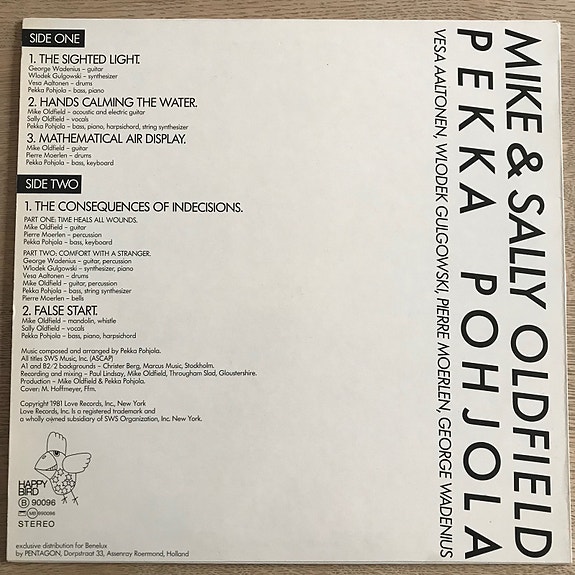 SIDE ONE
1. THE SIGHTED LIGHT.
George Wadenius – guitar
Wlodek Gulgowski – synthesizer
Vesa Aaltonen – drums
Pekka Pohjola – bass, piano
2. HANDS CALMING THE WATER.
Mike Oldfield – acoustic and electric guitar
Sally Oldfield – vocals
Pekka Pohjola – bass, piano, harpsichord, string synthesizer
3. MATHEMATICAL AIR DISPLAY.
Mike Oldfield – guitar
Pierre Moerlen – drums
Pekka Pohjola – bass, keyboard
SIDE TWO
1. THE CONSEQUENCES OF INDECISIONS.
PART ONE: TIME HEALS ALL WOUNDS.
Mike Oldfield – guitar
Pierre Moerlen – percussion
Pekka Pohjola – bass, keyboard
PART TWO: COMFORT WITH A STRANGER.
George Wadenius – guitar, percussion
Wlodek Gulgowski – synthesizer, piano
Vesa Aaltonen – drums
Mike Oldfield – guitar, percussion
Pekka Pohjola – bass, string synthesizer
Pierre Moerlen – bells
2. FALSE START.
Mike Oldfield – mandolin, whistle
Sally Oldfield – vocals
Pekka Pohjola – bass, piano, harpsichord
Music composed and arranged by Pekka Pohjola.
All titles SWS Music, Inc. (ASCAP)
A1 and B2/2 backgrounds – Christer Berg, Marcus Music, Stockholm.
Recording and mixing – Paul Lindsay, Mike Oldfield, Througham Slad, Gloustershire.
Production – Mike Oldfield & Pekka Pohjola.
Cover: M. Hoffmeyer, Ffm.
Copyright 1981 Love Records, Inc., New York
Love Records, Inc. Is a registered trademark and
a wholly owned subsidiary of SWS Organization, Inc. New York.
HAPPY
BIRD
B 90096
MB 990096
STEREO
exclusive distribution for Benelux
by PENTAGON, Dorpstraat 33, Assenray Roermond, Holland
MIKE & SALLY OLDFIELD
PEKKA POHJOLA
VESA AALTONEN, WLODEK GULGOWSKI, PIERRE MOERLEN, GEORGE WADENIUS